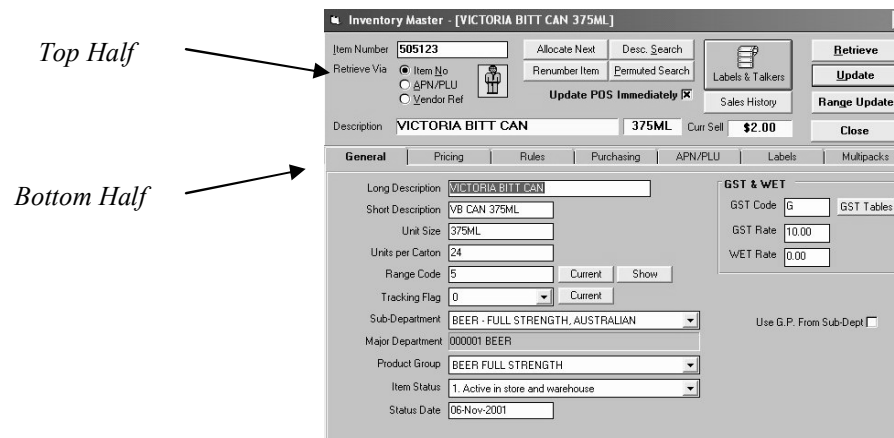 Inventory Master - [VICTORIA BITT CAN 375ML]
Top Half
Item Number 505123 Allocate Next Desc. Search Labels & Talkers Retrieve
Retrieve Via Item No Renumber Item Permuted Search Update
APN/PLU
Vendor Ref Update POS Immediately Sales History Range Update
Description VICTORIA BITT CAN 375ML Curr Sell $2.00 Close
General Pricing Rules Purchasing APN/PLU Labels Multipacks
Bottom Half
Long Description VICTORIA BITT CAN GST & WET
Short Description VB CAN 375ML GST Code G GST Tables
Unit Size 375ML GST Rate 10.00
Units per Carton 24 WET Rate 0.00
Range Code 5 Current Show
Tracking Flag 0 Current
Sub-Department BEER - FULL STRENGTH, AUSTRALIAN Use G.P. From Sub-Dept
Major Department 000001 BEER
Product Group BEER FULL STRENGTH
Item Status 1. Active in store and warehouse
Status Date 06-Nov-2001